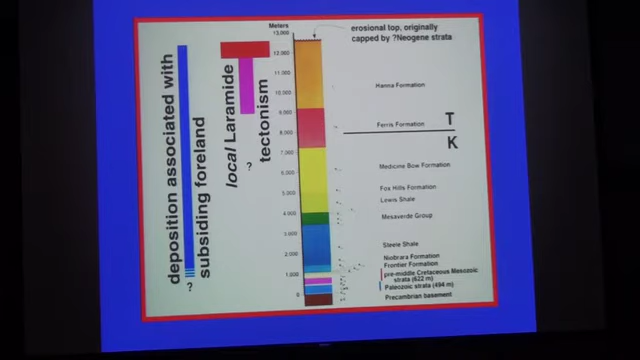 Meters
13,000
12,000
11,000
10,000
9,000
8,000
7,000
6,000
5,000
4,000
3,000
2,000
1,000
0
erosional top, originally
capped by ?Neogene strata
deposition associated with
subsiding foreland
?
local Laramide
tectonism
?
Hanna Formation
Ferris Formation
T
K
Medicine Bow Formation
Fox Hills Formation
Lewis Shale
Mesaverde Group
Steele Shale
Niobrara Formation
Frontier Formation
pre-middle Cretaceous Mesozoic
strata (622 m)
Paleozoic strata (494 m)
Precambrian basement